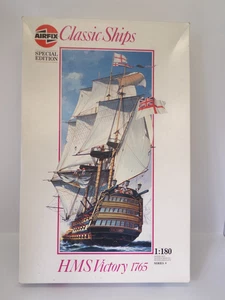 AIRFIX
Classic Ships
SPECIAL
EDITION
1:180
HMS Victory 1765